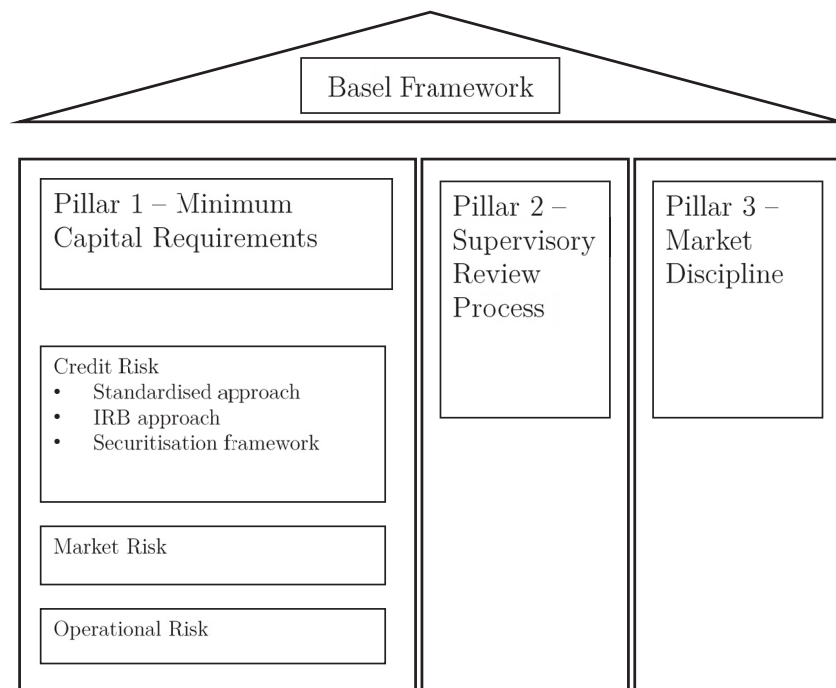 Basel Framework
Pillar 1 – Minimum
Capital Requirements
Credit Risk
• Standardised approach
• IRB approach
• Securitisation framework
Market Risk
Operational Risk
Pillar 2 –
Supervisory
Review
Process
Pillar 3 –
Market
Discipline